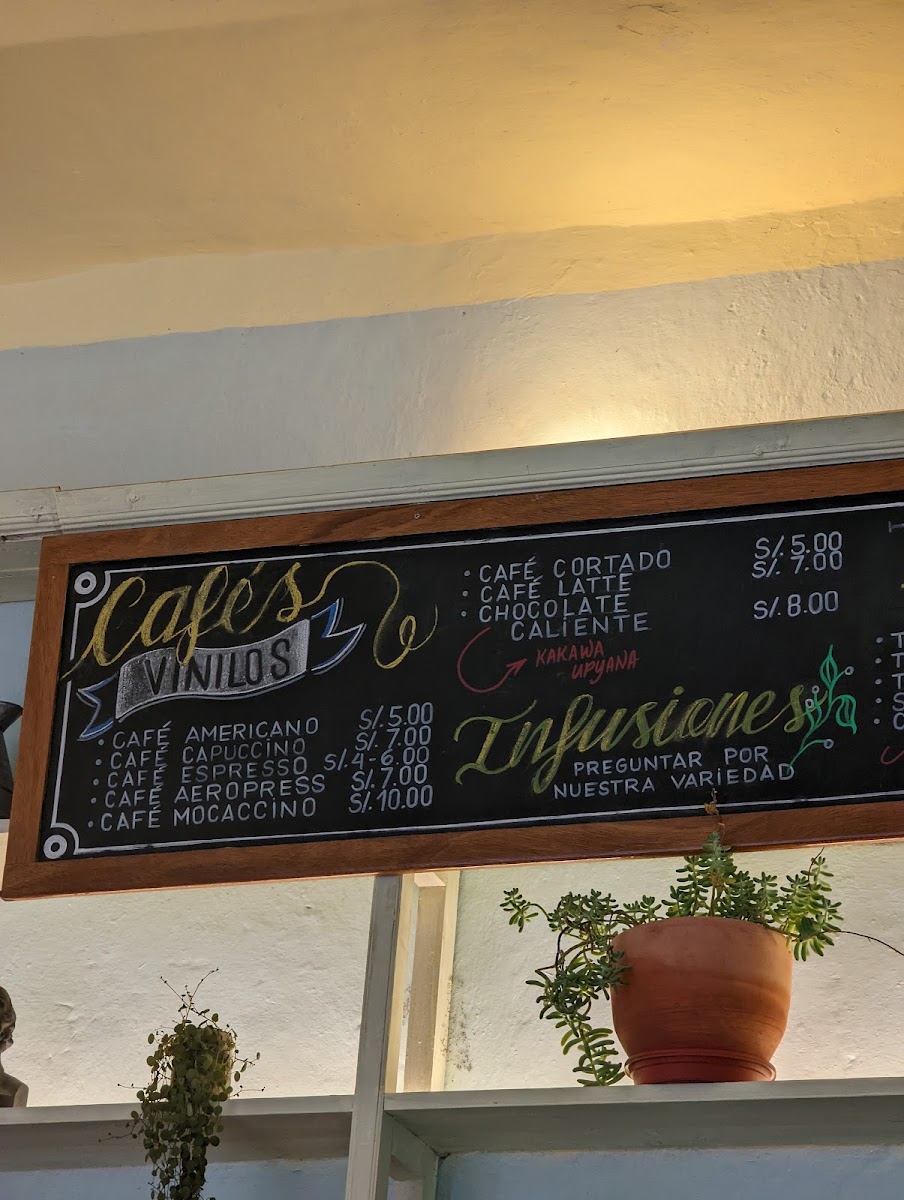 Cafés
VINILOS
• CAFÉ AMERICANO S/.5.00
• CAFÉ CAPUCCINO S/.7.00
• CAFÉ ESPRESSO S/.4-6.00
• CAFÉ AEROPRESS S/.7.00
• CAFÉ MOCACCINO S/.10.00
• CAFÉ CORTADO S/.5.00
• CAFÉ LATTE S/.7.00
• CHOCOLATE S/.8.00
CALIENTE
KAKAWA
UPYANA
Infusiones
PREGUNTAR POR
NUESTRA VARIEDAD